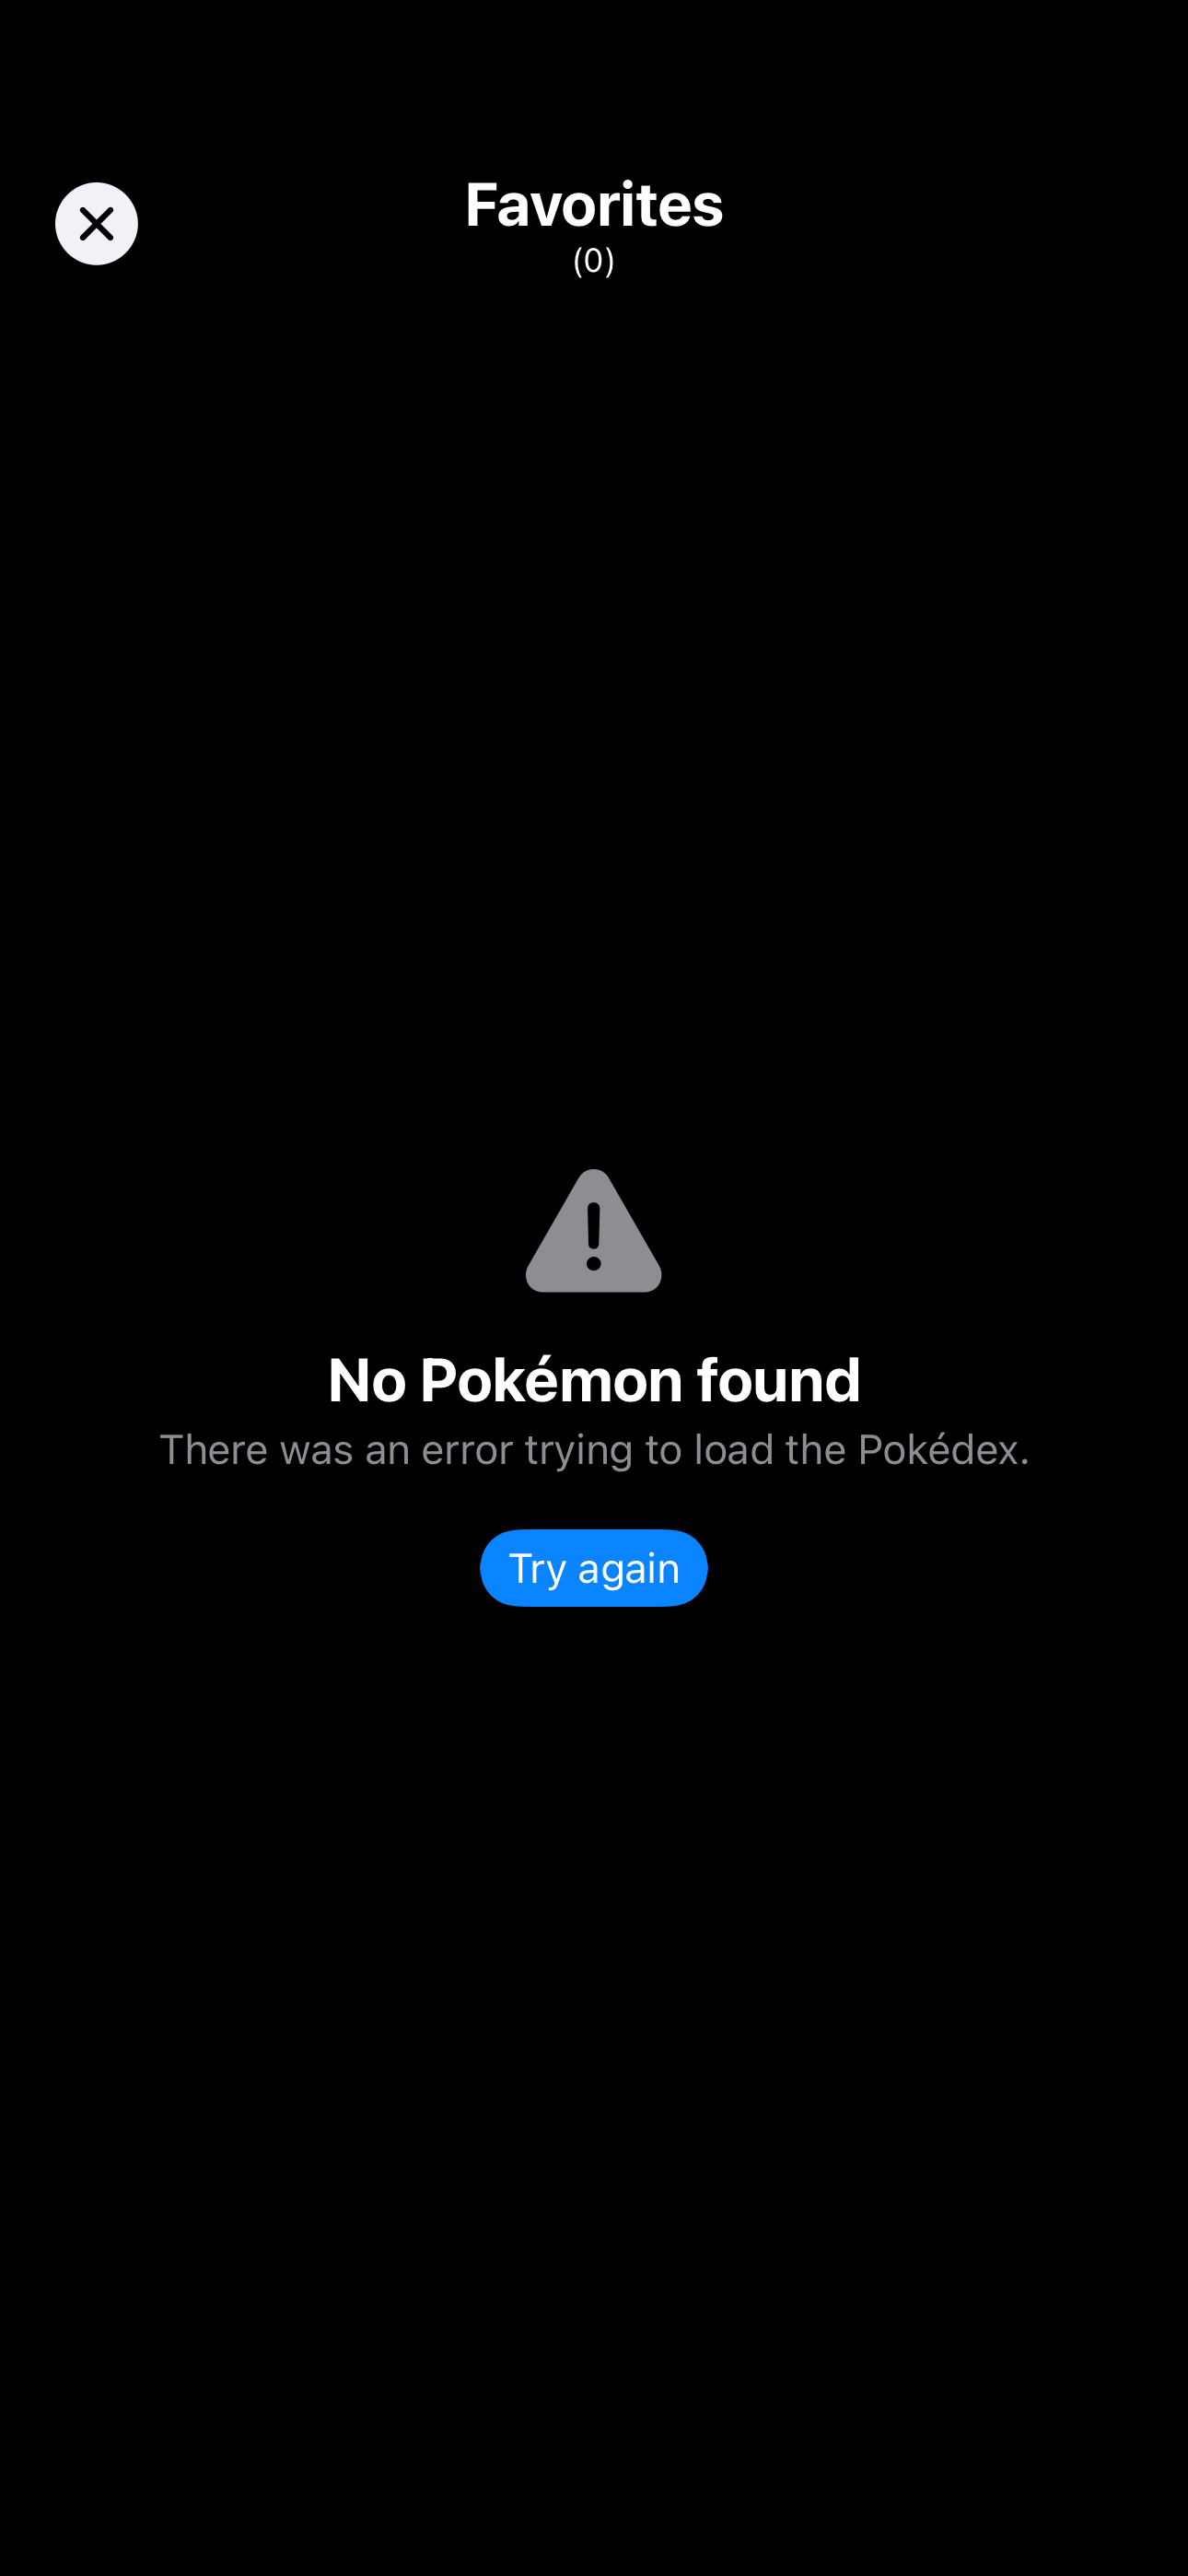 Favorites
(0)
No Pokémon found
There was an error trying to load the Pokédex.
Try again